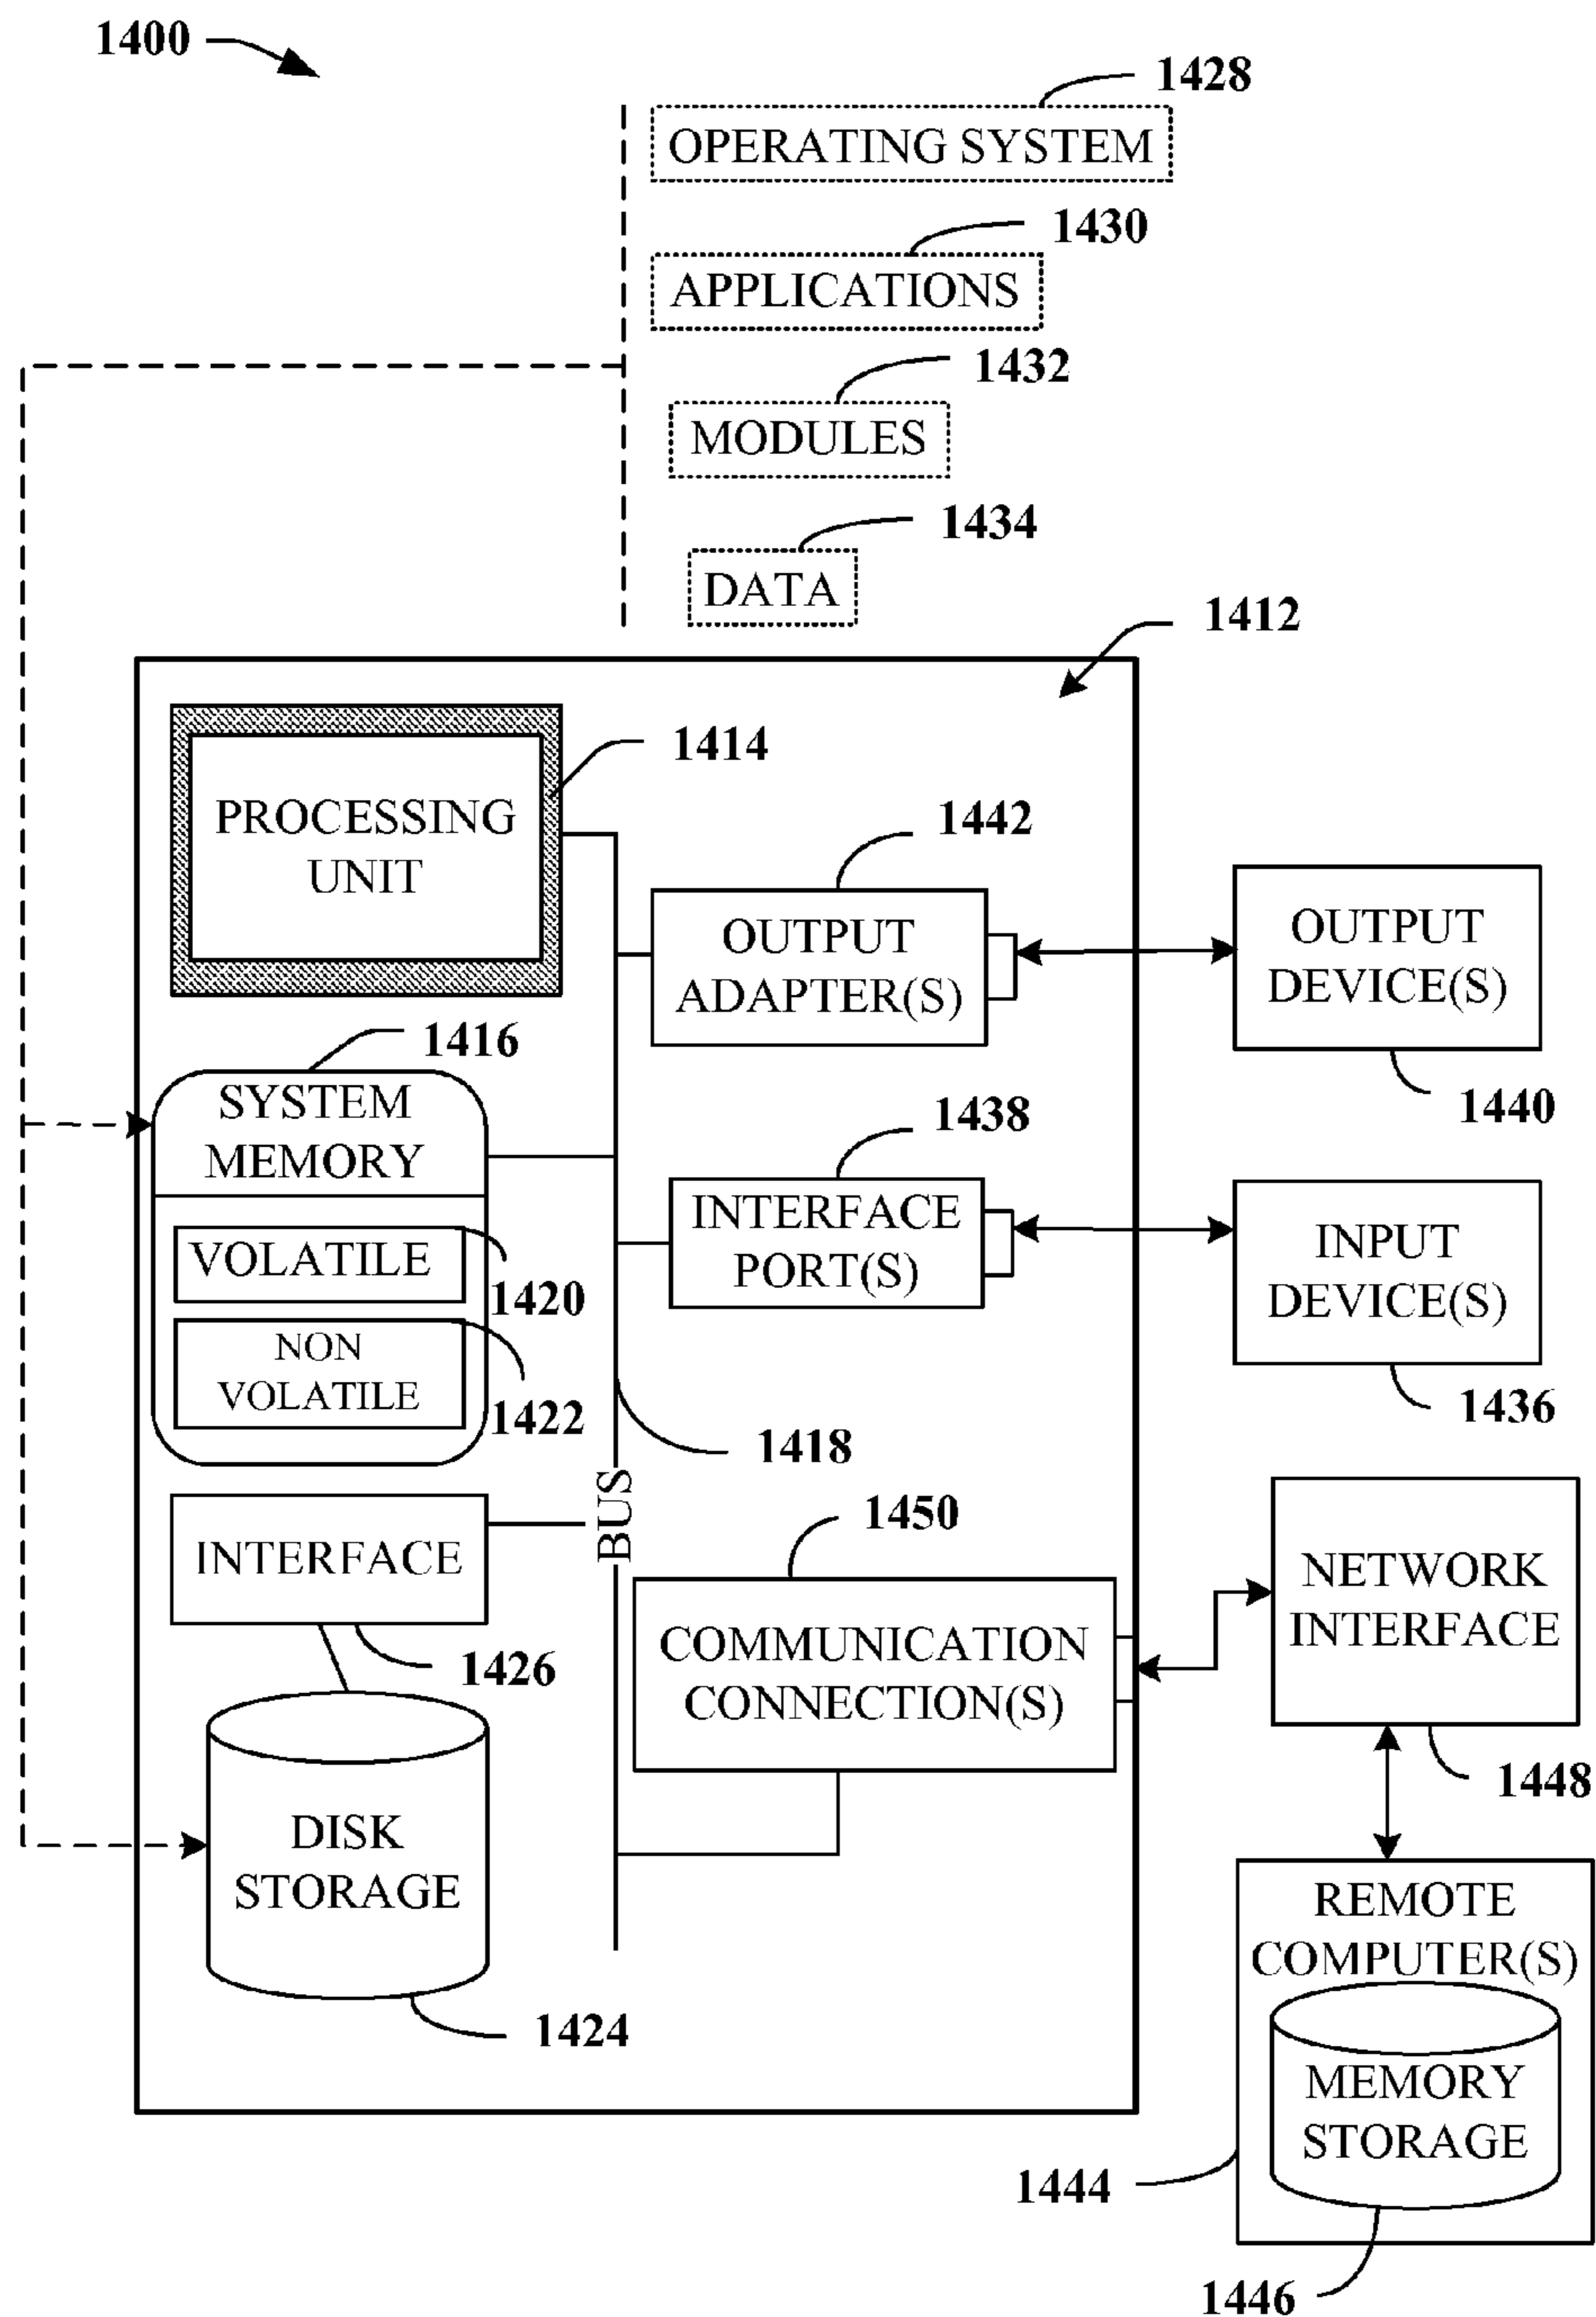 1400
1428
OPERATING SYSTEM
1430
APPLICATIONS
1432
MODULES
1434
DATA
1412
1414
PROCESSING
UNIT
1442
OUTPUT
ADAPTER(S)
OUTPUT
DEVICE(S)
1440
1416
SYSTEM
MEMORY
VOLATILE
1420
NON
VOLATILE
1422
1438
INTERFACE
PORT(S)
INPUT
DEVICE(S)
1436
1418
BUS
INTERFACE
1426
1450
COMMUNICATION
CONNECTION(S)
NETWORK
INTERFACE
1448
DISK
STORAGE
1424
REMOTE
COMPUTER(S)
MEMORY
STORAGE
1444
1446